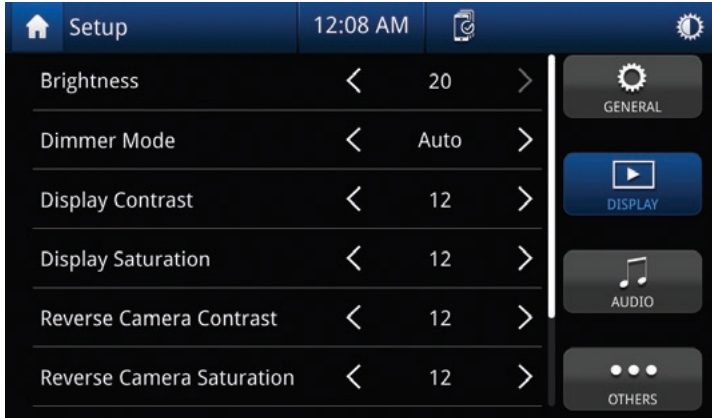 Setup 12:08 AM
Brightness 20
GENERAL
Dimmer Mode Auto
Display Contrast 12
DISPLAY
Display Saturation 12
AUDIO
Reverse Camera Contrast 12
Reverse Camera Saturation 12
OTHERS